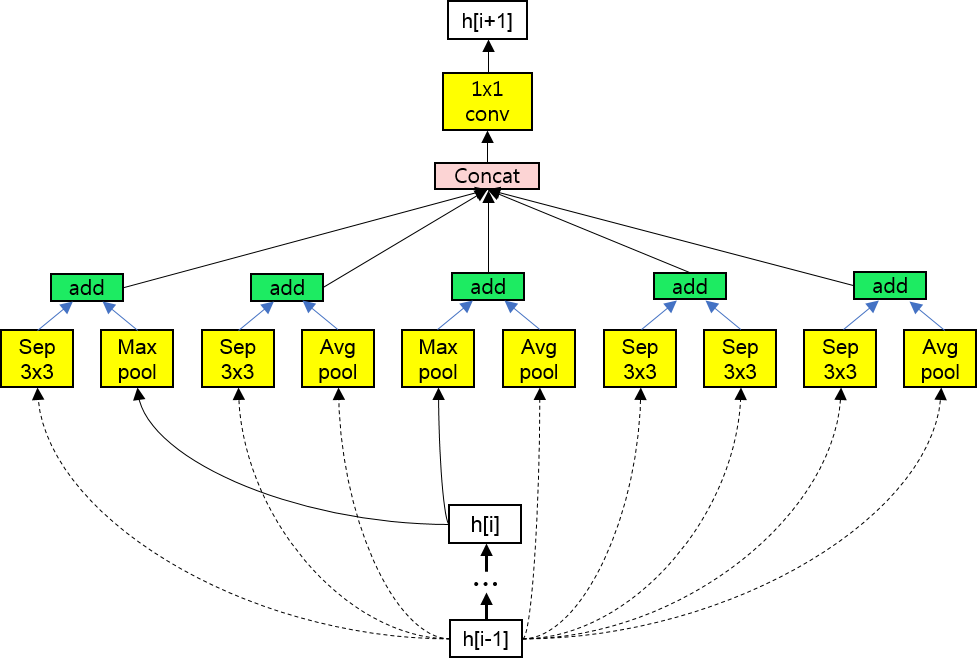 h[i+1]
1x1
conv
Concat
add
add
add
add
add
Sep
3x3
Max
pool
Sep
3x3
Avg
pool
Max
pool
Avg
pool
Sep
3x3
Sep
3x3
Sep
3x3
Avg
pool
h[i]
...
h[i-1]